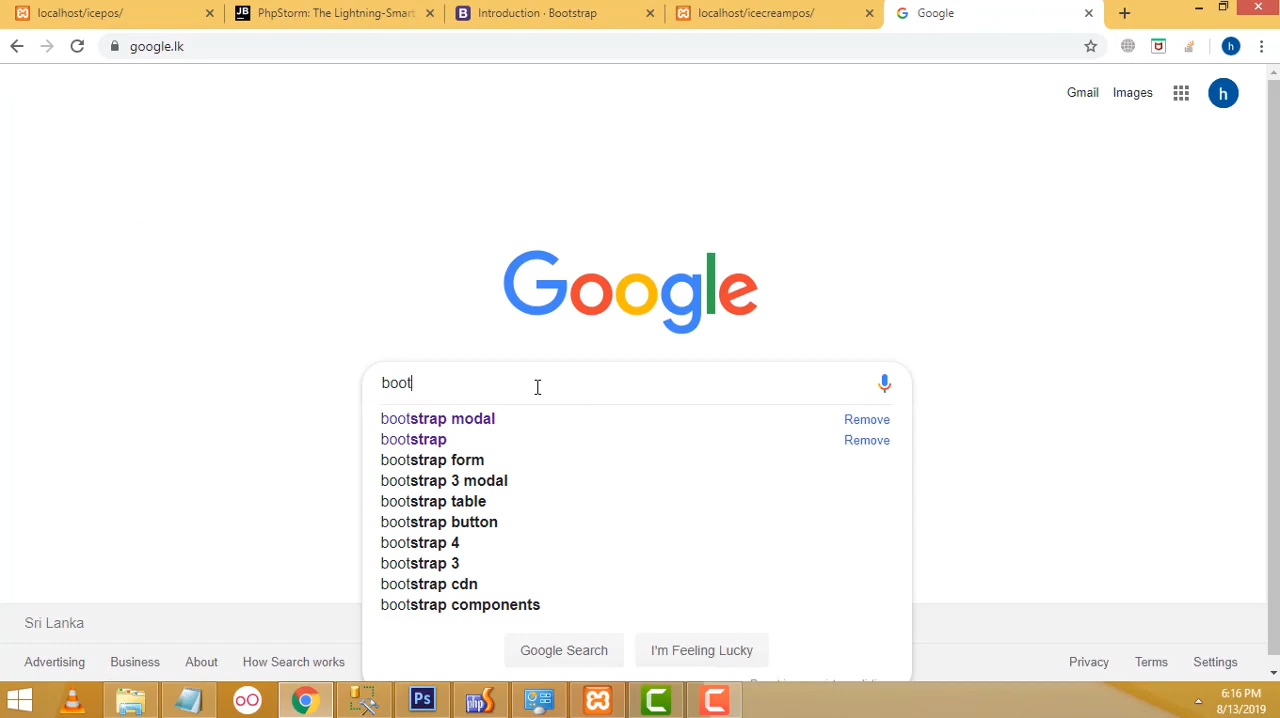 localhost/icepos/
PhpStorm: The Lightning-Smart
Introduction · Bootstrap
localhost/icecreampos/
Google
google.lk
h
Gmail
Images
h
Google
boot
bootstrap modal
Remove
bootstrap
Remove
bootstrap form
bootstrap 3 modal
bootstrap table
bootstrap button
bootstrap 4
bootstrap 3
bootstrap cdn
bootstrap components
Google Search
I'm Feeling Lucky
Sri Lanka
Advertising
Business
About
How Search works
Privacy
Terms
Settings
Ps
php
6:16 PM
8/13/2019